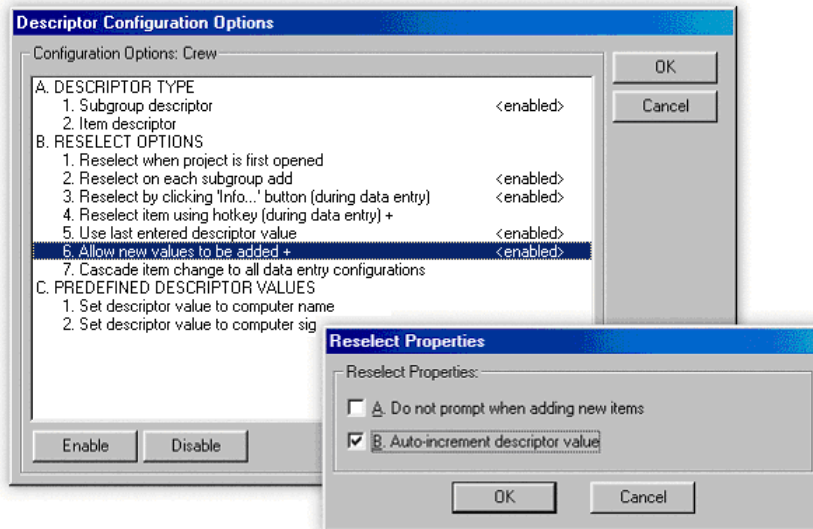 Descriptor Configuration Options
Configuration Options: Crew
A. DESCRIPTOR TYPE
1. Subgroup descriptor <enabled>
2. Item descriptor
B. RESELECT OPTIONS
1. Reselect when project is first opened
2. Reselect on each subgroup add <enabled>
3. Reselect by clicking 'Info...' button (during data entry) <enabled>
4. Reselect item using hotkey (during data entry) +
5. Use last entered descriptor value <enabled>
6. Allow new values to be added + <enabled>
7. Cascade item change to all data entry configurations
C. PREDEFINED DESCRIPTOR VALUES
1. Set descriptor value to computer name
2. Set descriptor value to computer sig
Enable Disable
OK
Cancel
Reselect Properties
Reselect Properties:
A. Do not prompt when adding new items
B. Auto-increment descriptor value
OK Cancel